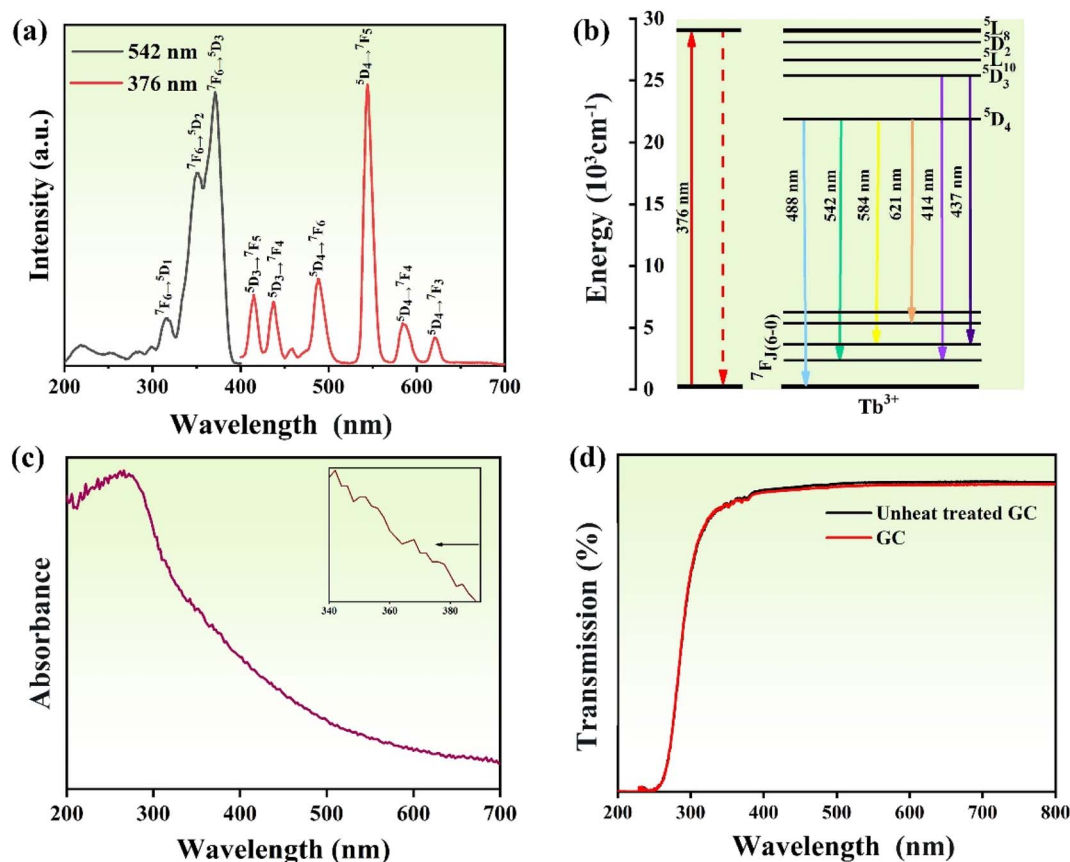 (a)
542 nm
376 nm
⁷F₆→⁵D₁
⁷F₆→⁵D₂
⁷F₆→⁵D₃
⁵D₃→⁷F₅
⁵D₃→⁷F₄
⁵D₄→⁷F₆
⁵D₄→⁷F₅
⁵D₄→⁷F₄
⁵D₄→⁷F₃
Intensity (a.u.)
200 300 400 500 600 700
Wavelength (nm)
(b)
Energy (10³cm⁻¹)
30
25
20
15
10
5
0
⁵L₈
⁵D₂
⁵L₁₀
⁵D₃
⁵D₄
376 nm
488 nm
542 nm
584 nm
621 nm
414 nm
437 nm
⁷F,J(6-0)
Tb³⁺
(c)
Absorbance
340 360 380
200 300 400 500 600 700
Wavelength (nm)
(d)
Unheat treated GC
GC
Transmission (%)
200 300 400 500 600 700 800
Wavelength (nm)